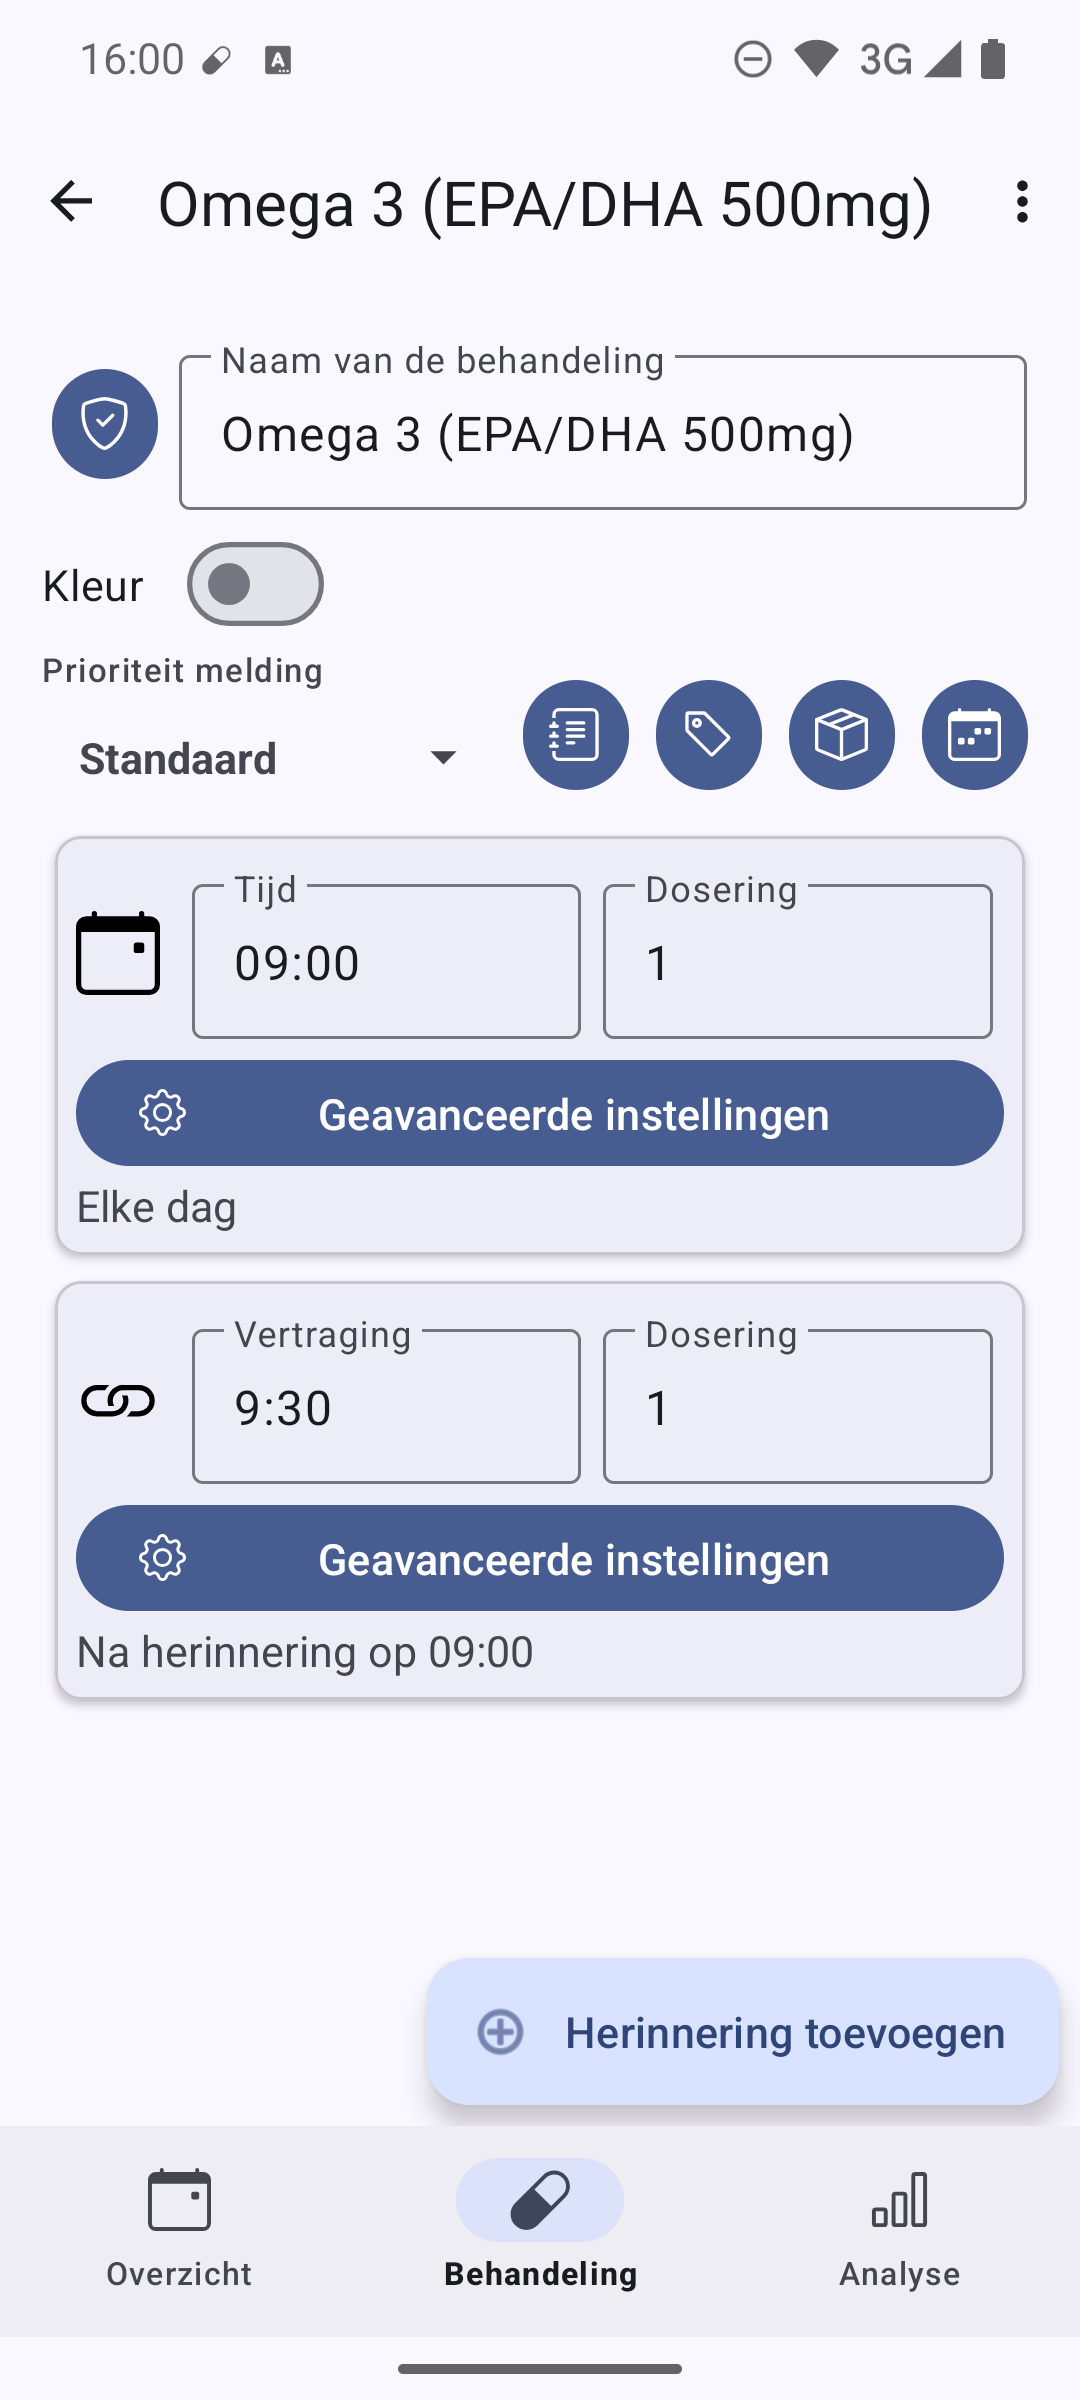 16:00
3G
Omega 3 (EPA/DHA 500mg)
Naam van de behandeling
Omega 3 (EPA/DHA 500mg)
Kleur
Prioriteit melding
Standaard
Tijd
09:00
Dosering
1
Geavanceerde instellingen
Elke dag
Vertraging
9:30
Dosering
1
Geavanceerde instellingen
Na herinnering op 09:00
Herinnering toevoegen
Overzicht
Behandeling
Analyse